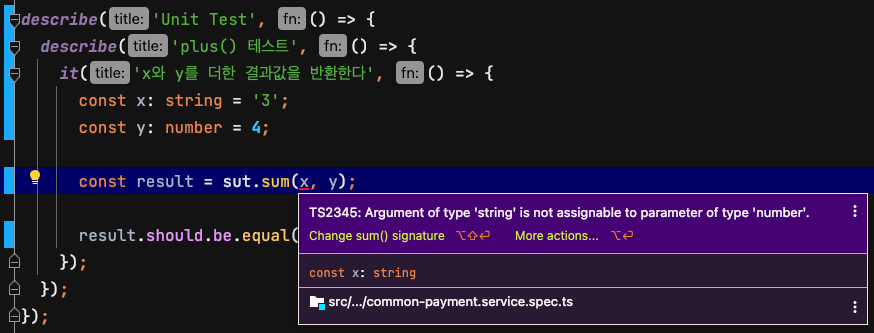 describe( title: 'Unit Test', fn: () => {
describe( title: 'plus() 테스트', fn: () => {
it( title: 'x와 y를 더한 결과값을 반환한다', fn: () => {
const x: string = '3';
const y: number = 4;
const result = sut.sum(x, y);
TS2345: Argument of type 'string' is not assignable to parameter of type 'number'.
Change sum() signature ⌥⇧⏎ More actions... ⌥⏎
result.should.be.equal(
});
const x: string
});
src/.../common-payment.service.spec.ts
});